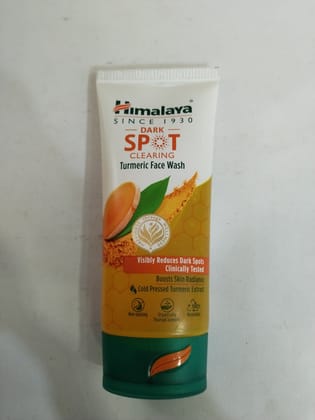 Himalaya
SINCE 1930
DARK
SPOT
CLEARING
Turmeric Face Wash
Visibly Reduces Dark Spots
Clinically Tested
Boosts Skin Radiance
Cold Pressed Turmeric Extract